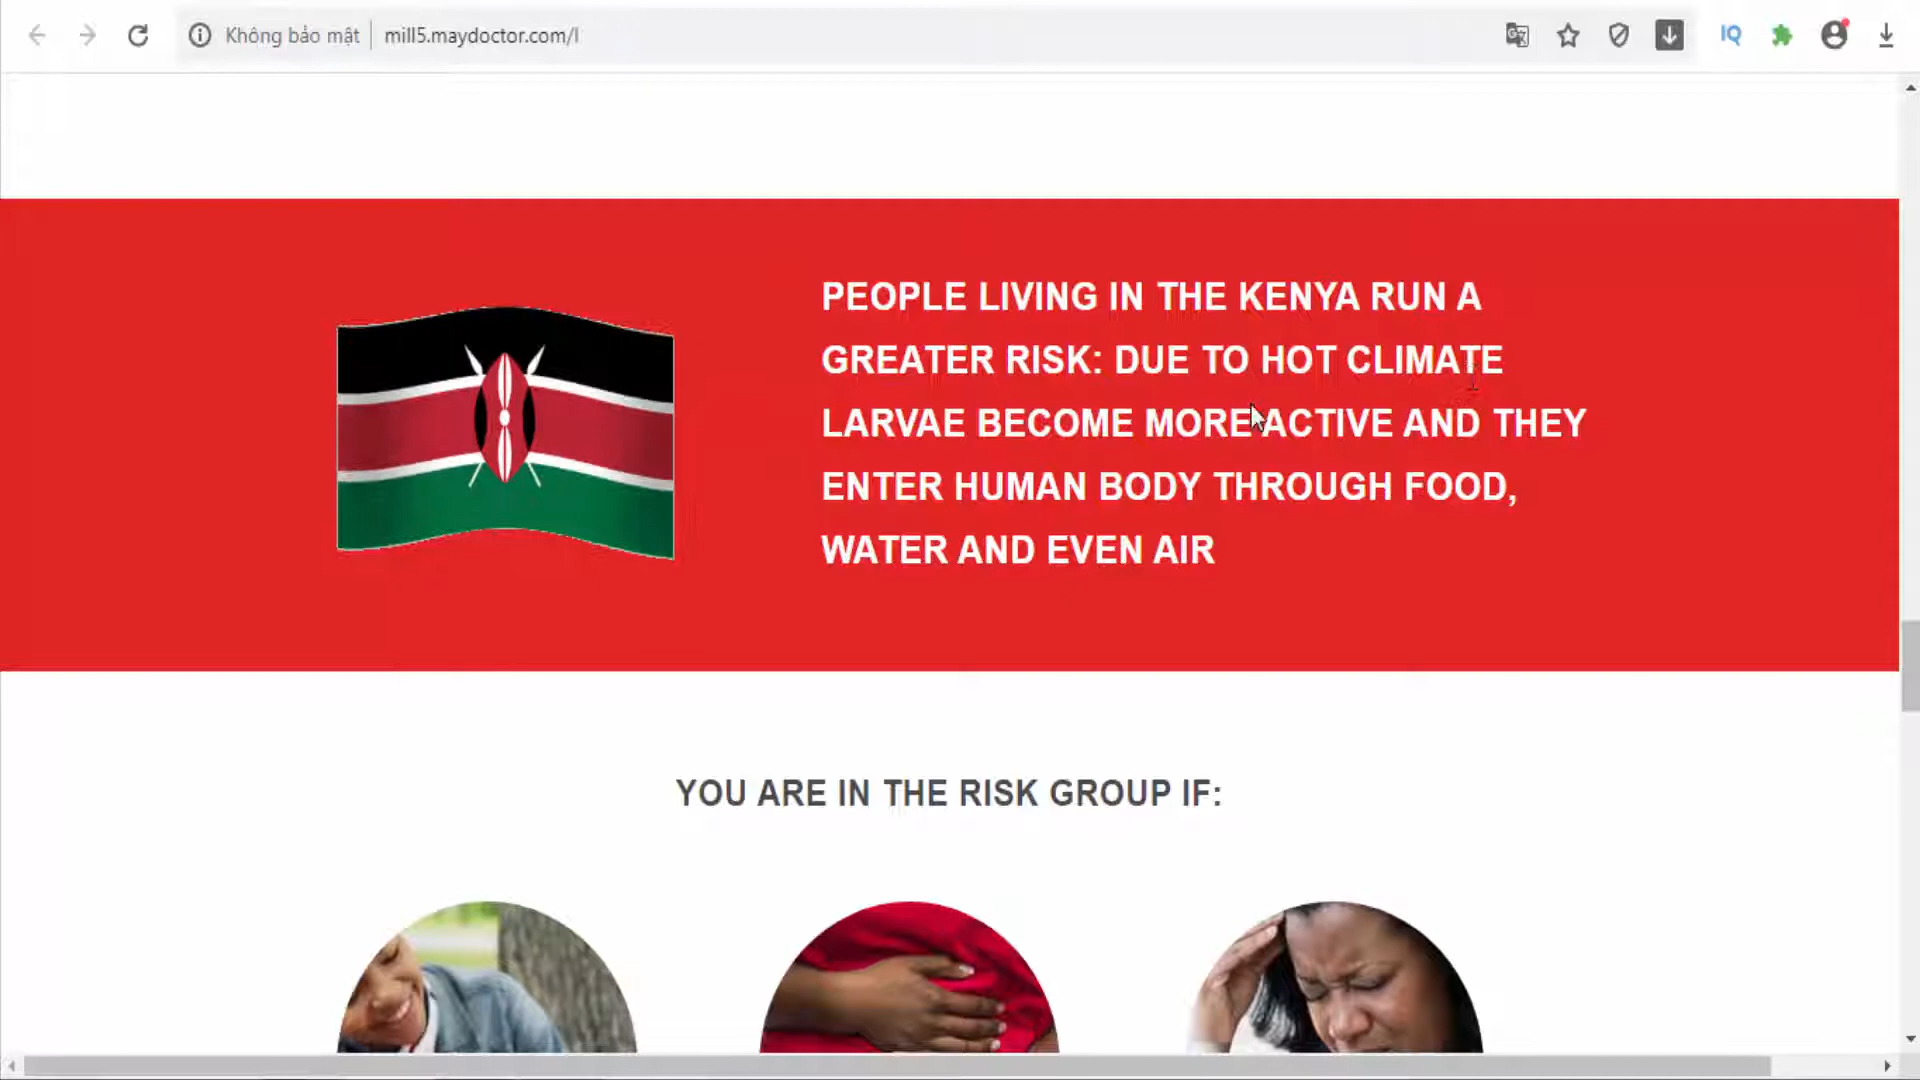 Không bảo mật
mill5.maydoctor.com/l
IQ
PEOPLE LIVING IN THE KENYA RUN A
GREATER RISK: DUE TO HOT CLIMATE
LARVAE BECOME MORE ACTIVE AND THEY
ENTER HUMAN BODY THROUGH FOOD,
WATER AND EVEN AIR
YOU ARE IN THE RISK GROUP IF: